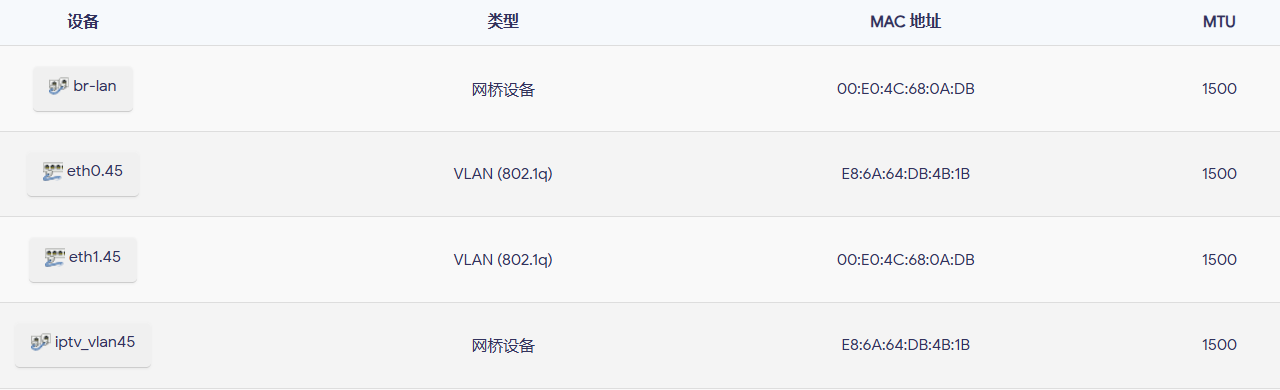 设备 类型 MAC 地址 MTU
br-lan 网桥设备 00:E0:4C:68:0A:DB 1500
eth0.45 VLAN (802.1q) E8:6A:64:DB:4B:1B 1500
eth1.45 VLAN (802.1q) 00:E0:4C:68:0A:DB 1500
iptv_vlan45 网桥设备 E8:6A:64:DB:4B:1B 1500